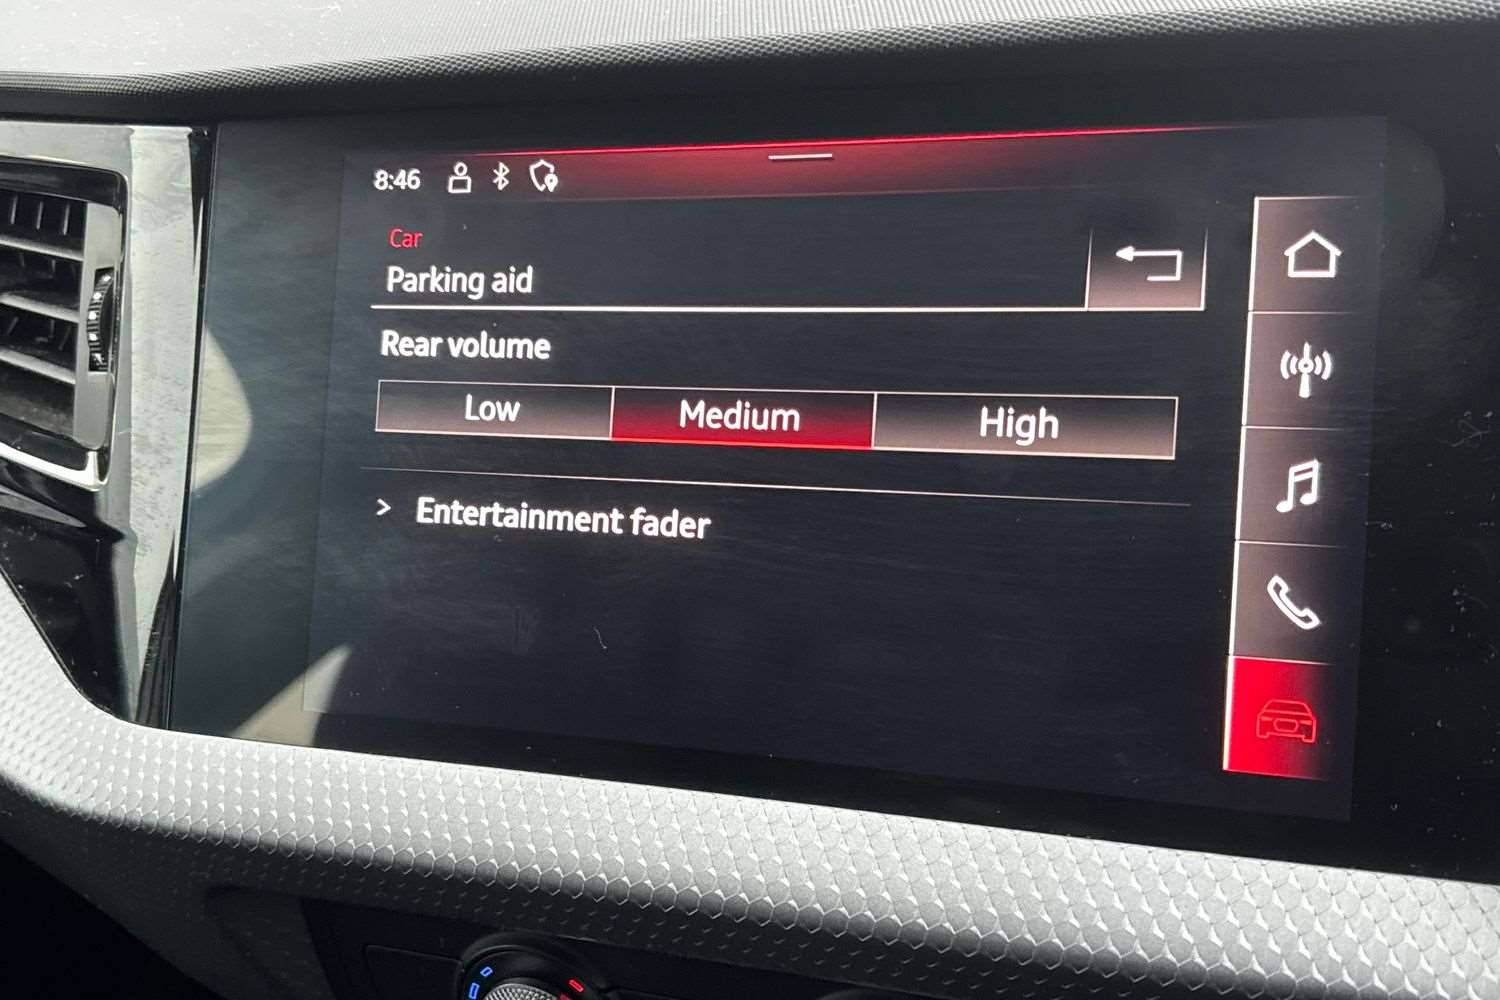 8:46
Car
Parking aid
Rear volume
Low Medium High
> Entertainment fader